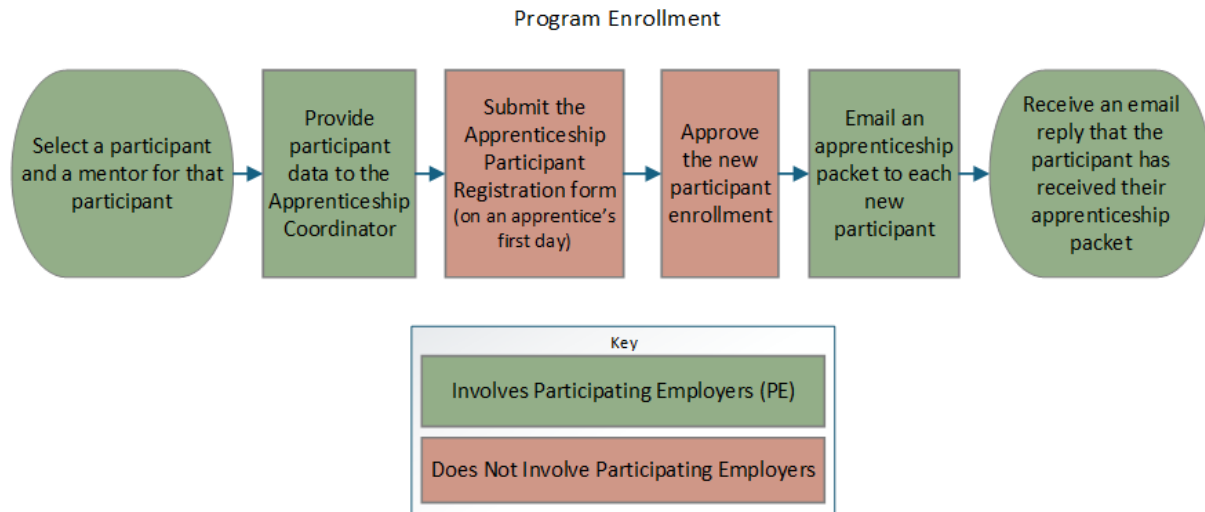 Program Enrollment
Select a participant
and a mentor for that
participant
Provide
participant
data to the
Apprenticeship
Coordinator
Submit the
Apprenticeship
Participant
Registration form
(on an apprentice's
first day)
Approve
the new
participant
enrollment
Email an
apprenticeship
packet to each
new
participant
Receive an email
reply that the
participant has
received their
apprenticeship
packet
Key
Involves Participating Employers (PE)
Does Not Involve Participating Employers